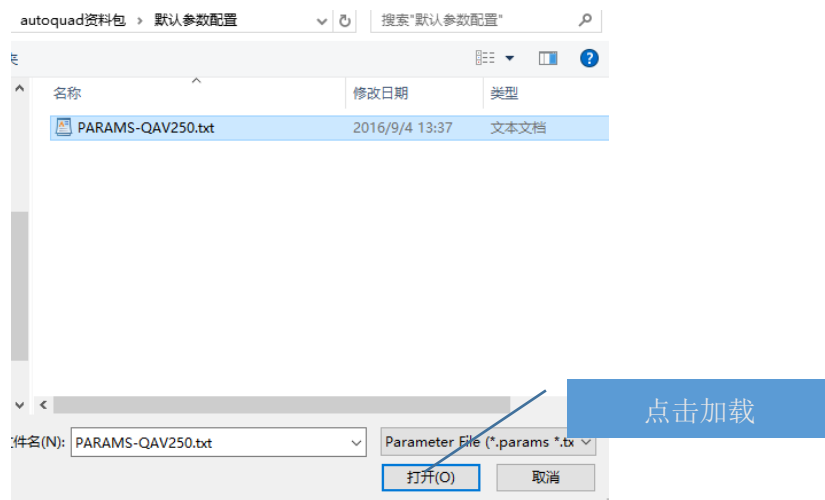 autoquad资料包 › 默认参数配置 搜索"默认参数配置"
夹
名称 修改日期 类型
PARAMS-QAV250.txt 2016/9/4 13:37 文本文档
点击加载
件名(N): PARAMS-QAV250.txt Parameter File (*.params *.tx
打开(O) 取消